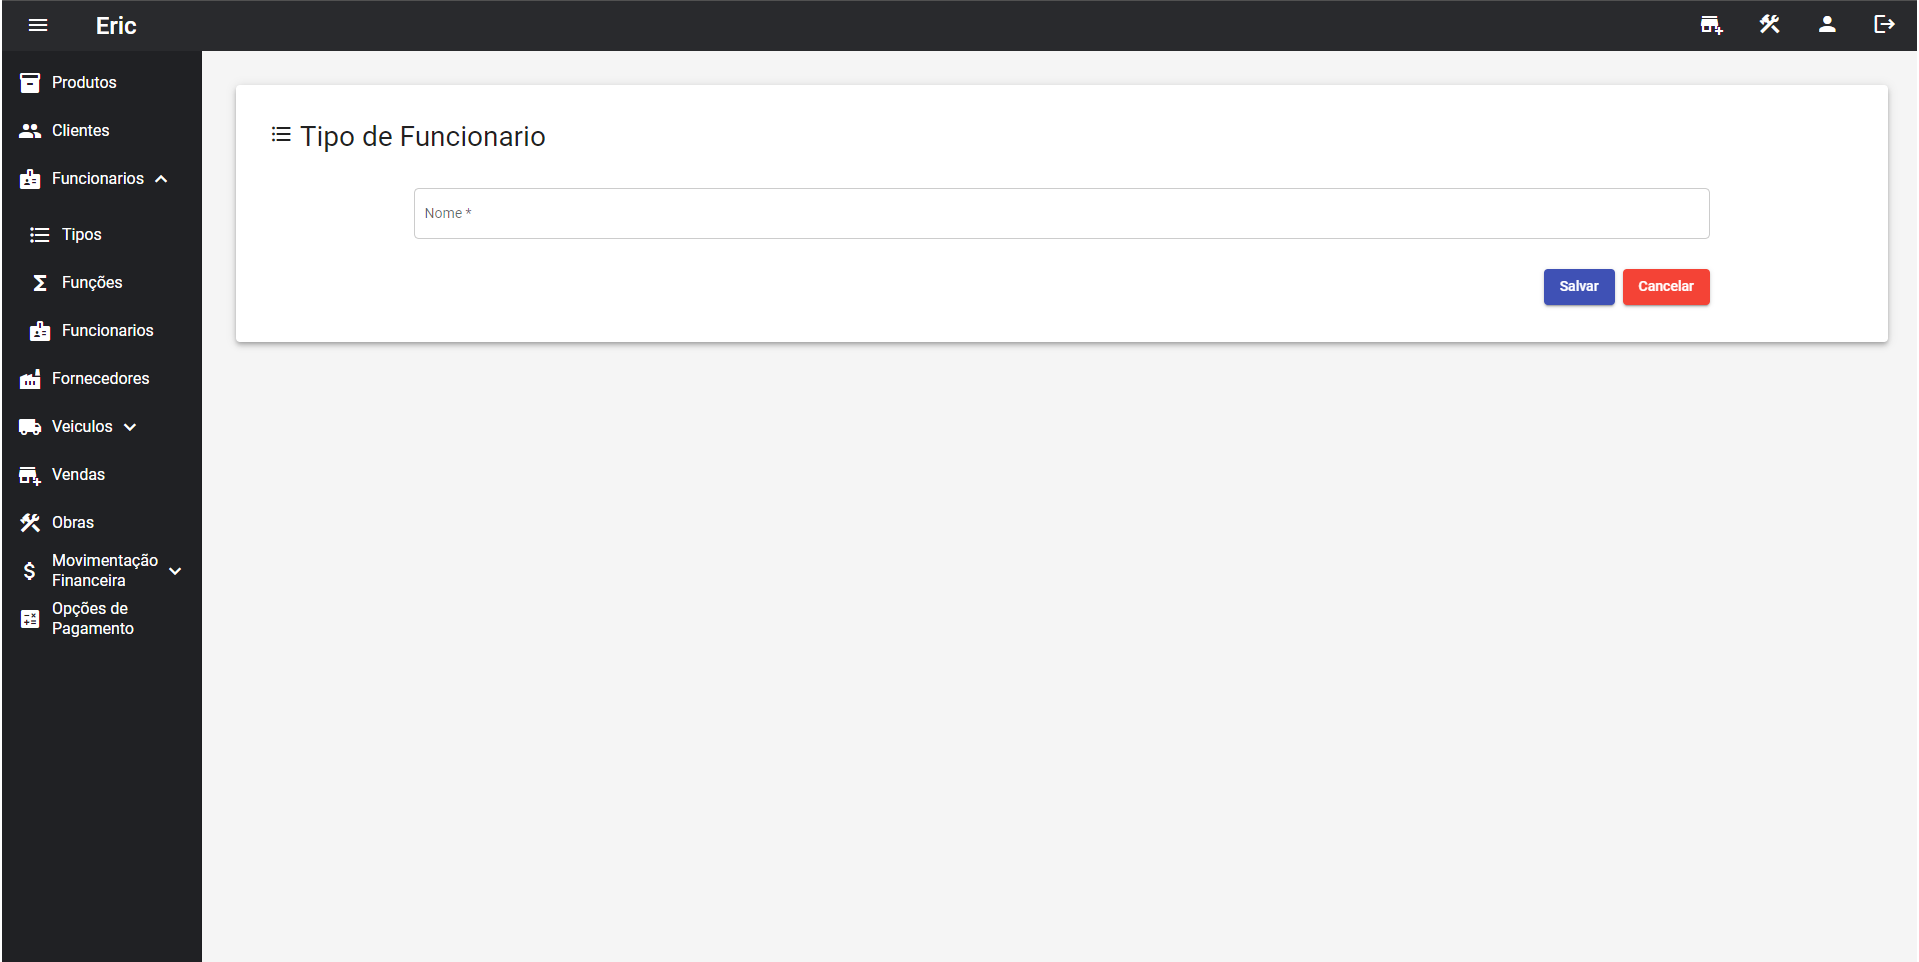 Eric
Produtos
Clientes
Funcionarios
Tipos
Funções
Funcionarios
Fornecedores
Veiculos
Vendas
Obras
Movimentação
Financeira
Opções de
Pagamento
Tipo de Funcionario
Nome *
Salvar Cancelar